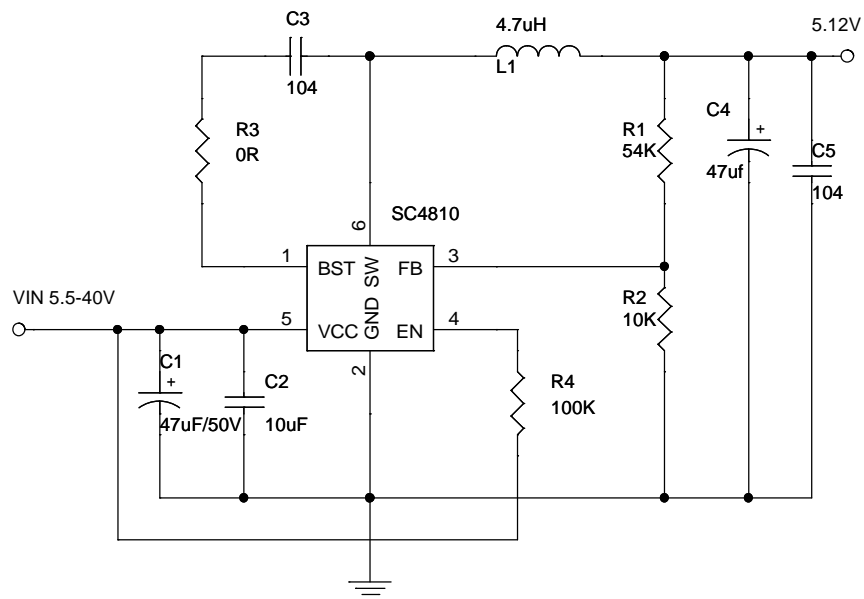 C3
104
4.7uH
L1
5.12V
R3
0R
R1
54K
C4
+
47uf
C5
104
SC4810
6
1
BST
SW
FB
3
VIN 5.5-40V
5
VCC
GND
EN
4
2
R2
10K
C1
+
47uF/50V
C2
10uF
R4
100K